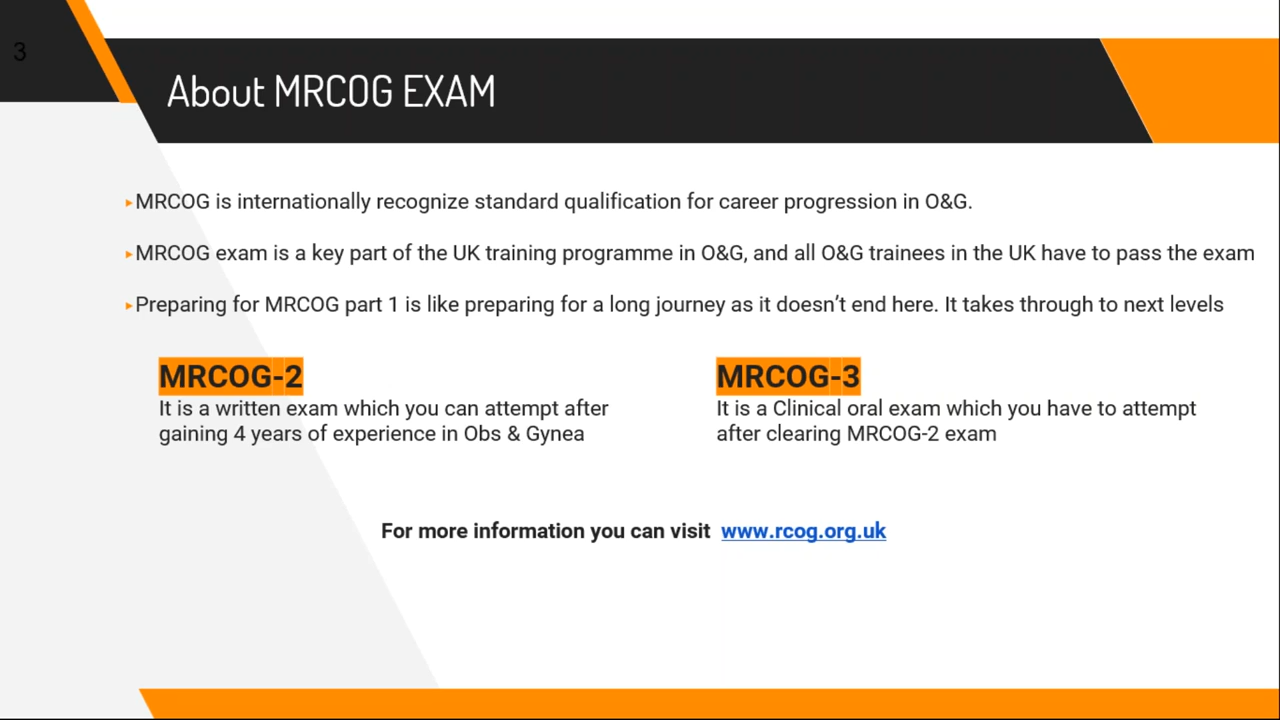 3
About MRCOG EXAM
▸MRCOG is internationally recognize standard qualification for career progression in O&G.
▸MRCOG exam is a key part of the UK training programme in O&G, and all O&G trainees in the UK have to pass the exam
▸Preparing for MRCOG part 1 is like preparing for a long journey as it doesn’t end here. It takes through to next levels
MRCOG-2
It is a written exam which you can attempt after
gaining 4 years of experience in Obs & Gynea
MRCOG-3
It is a Clinical oral exam which you have to attempt
after clearing MRCOG-2 exam
For more information you can visit www.rcog.org.uk